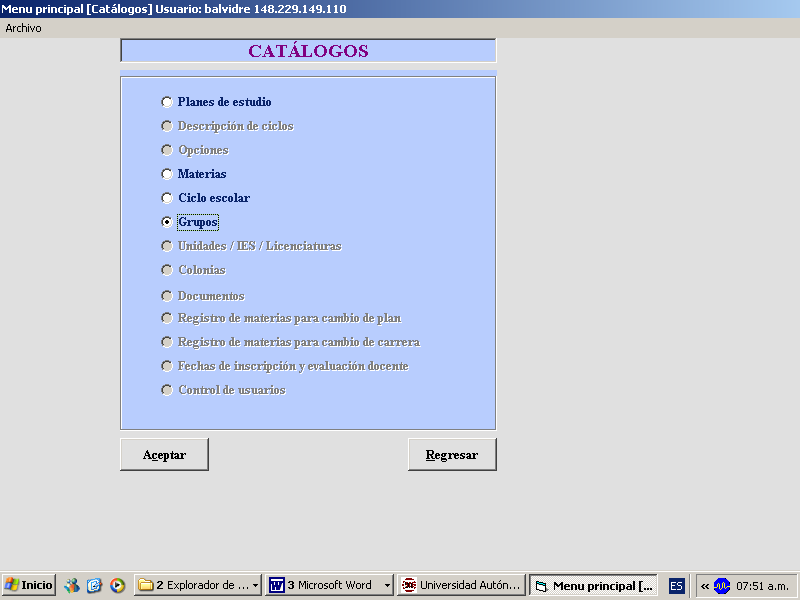 Menu principal [Catálogos] Usuario: balvidre 148.229.149.110
Archivo
CATÁLOGOS
Planes de estudio
Descripción de ciclos
Opciones
Materias
Ciclo escolar
Grupos
Unidades / IES / Licenciaturas
Colonias
Documentos
Registro de materias para cambio de plan
Registro de materias para cambio de carrera
Fechas de inscripción y evaluación docente
Control de usuarios
Aceptar Regresar
Inicio 2 Explorador de ... 3 Microsoft Word Universidad Autón... Menu principal [... ES « 07:51 a.m.